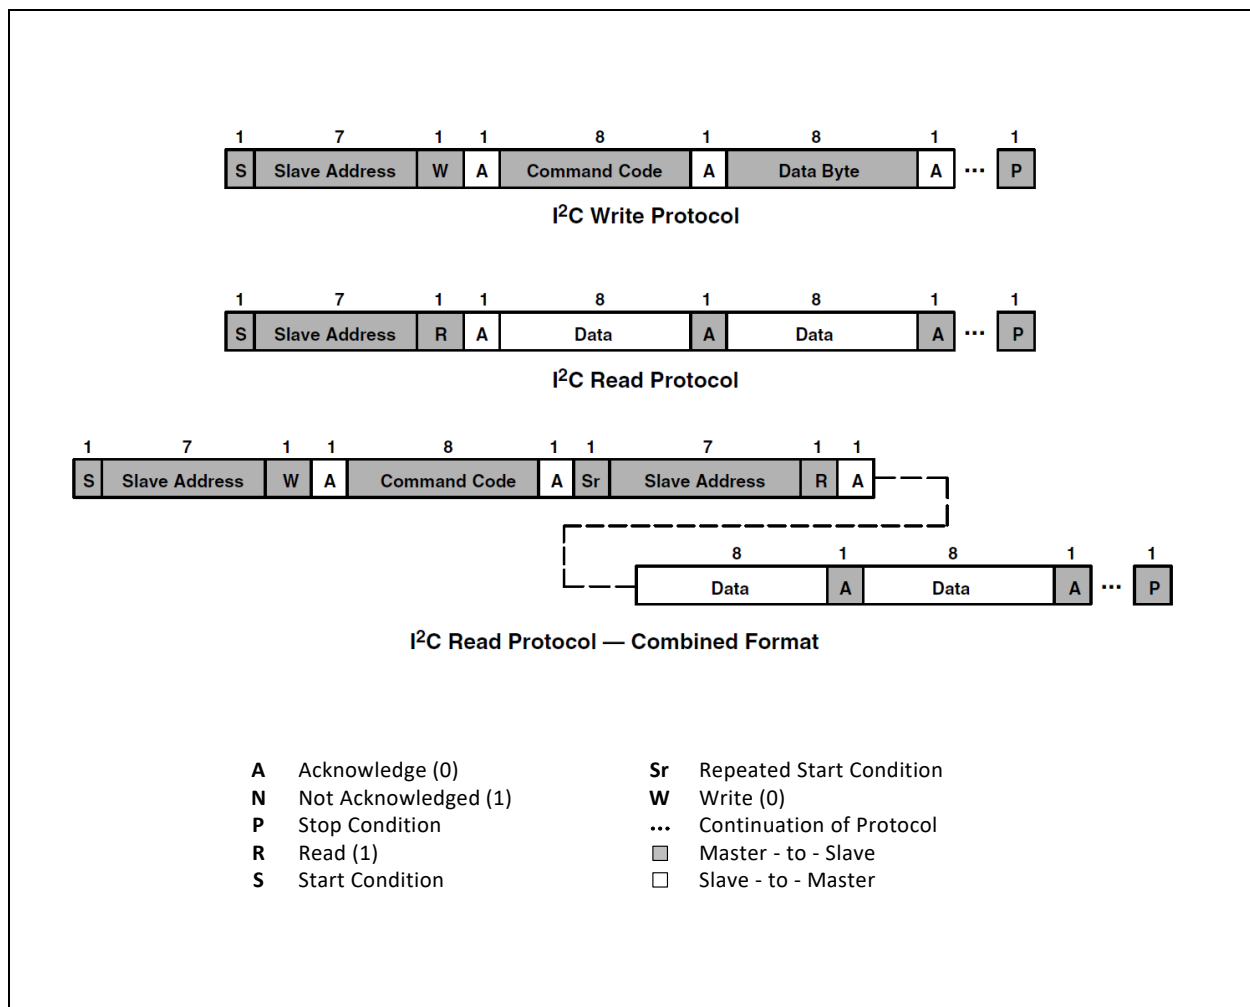 1 7 1 1 8 1 8 1 1
S Slave Address W A Command Code A Data Byte A ... P
I²C Write Protocol
1 7 1 1 8 1 8 1 1
S Slave Address R A Data A Data A ... P
I²C Read Protocol
1 7 1 1 8 1 1 7 1 1
S Slave Address W A Command Code A Sr Slave Address R A
8 1 8 1 1
Data A Data A ... P
I²C Read Protocol — Combined Format
A Acknowledge (0)
N Not Acknowledged (1)
P Stop Condition
R Read (1)
S Start Condition
Sr Repeated Start Condition
W Write (0)
... Continuation of Protocol
Master - to - Slave
Slave - to - Master